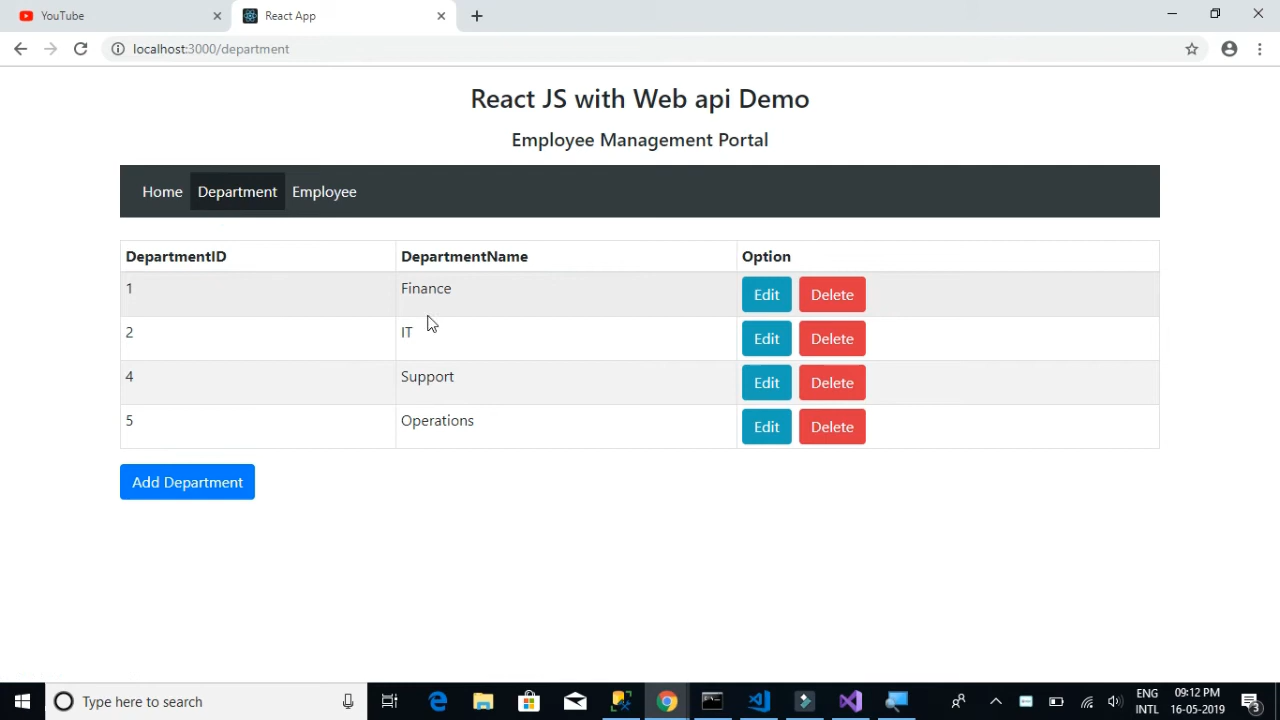 YouTube
React App
localhost:3000/department
React JS with Web api Demo
Employee Management Portal
Home Department Employee
DepartmentID DepartmentName Option
1 Finance Edit Delete
2 IT Edit Delete
4 Support Edit Delete
5 Operations Edit Delete
Add Department
Type here to search
ENG 09:12 PM
INTL 16-05-2019
3